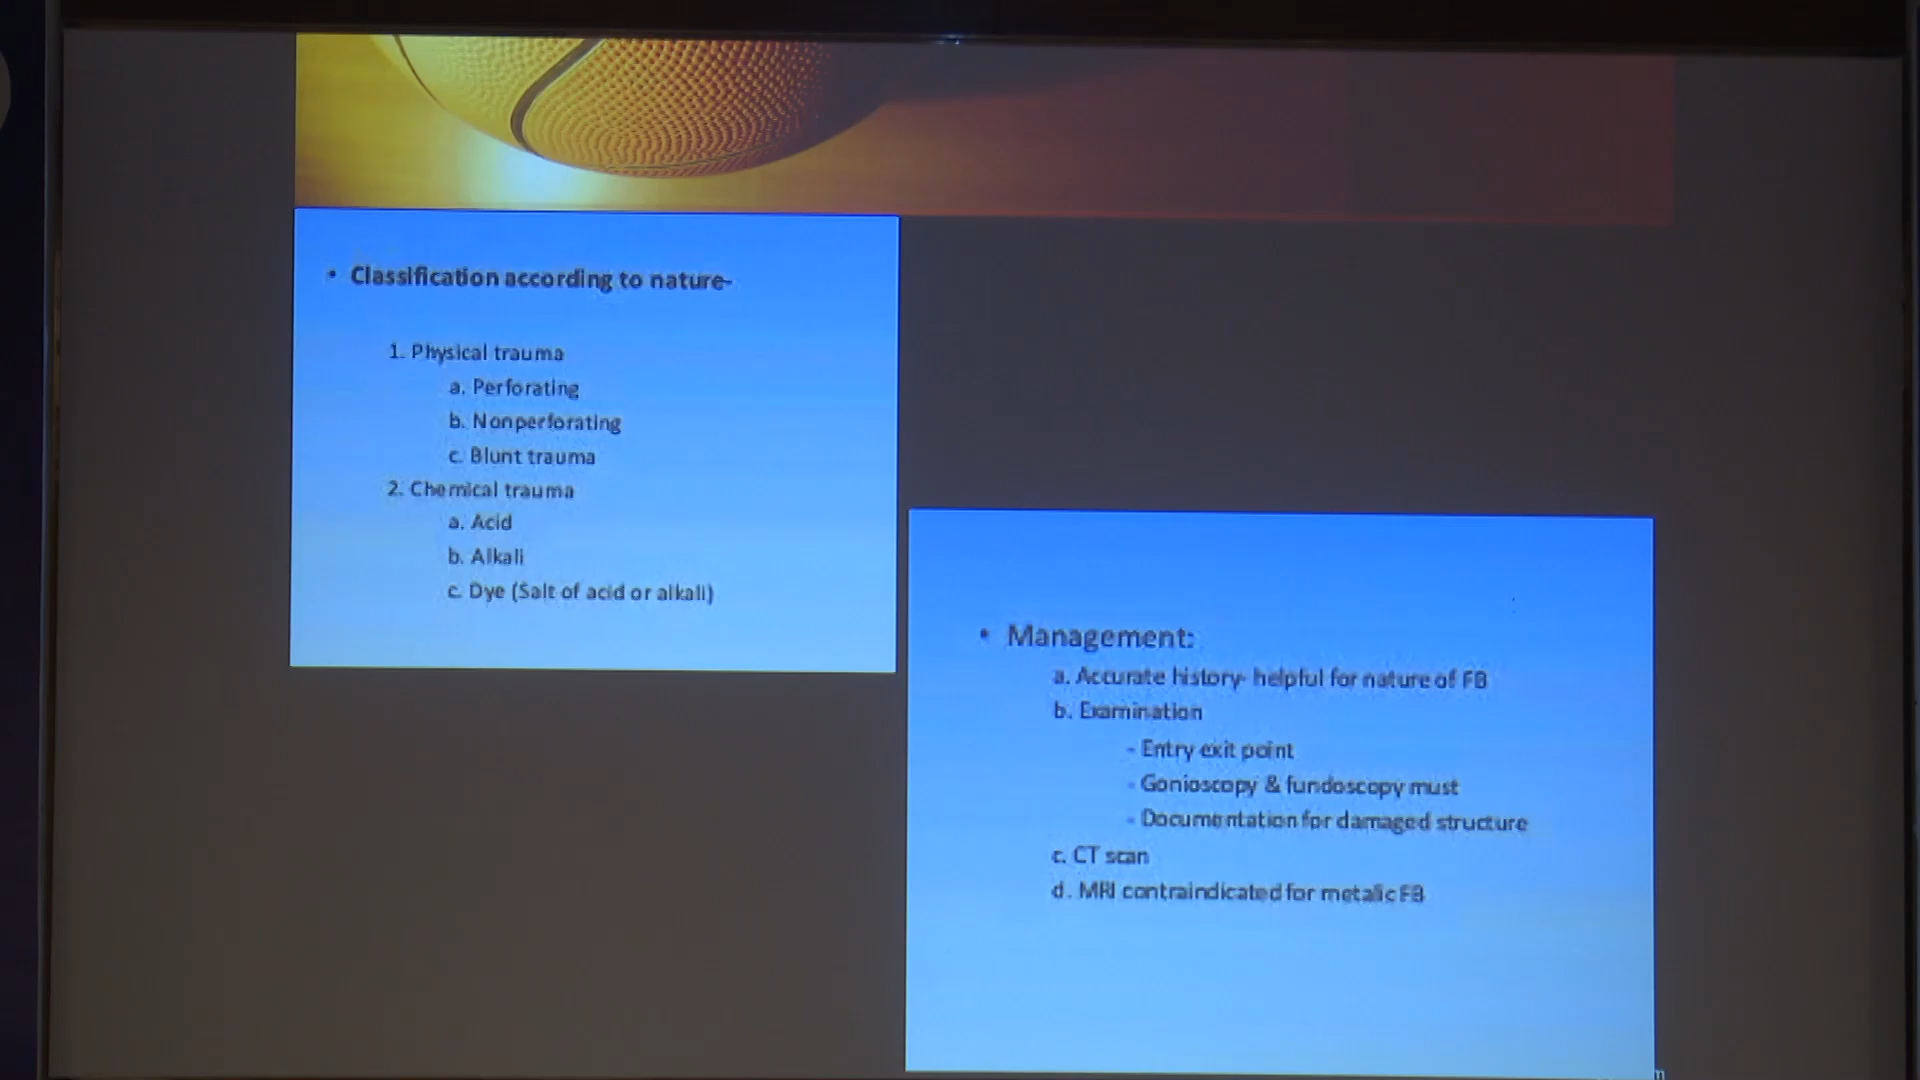 • Classification according to nature-
1. Physical trauma
a. Perforating
b. Nonperforating
c. Blunt trauma
2. Chemical trauma
a. Acid
b. Alkali
c. Dye (Salt of acid or alkali)
• Management:
a. Accurate history- helpful for nature of FB
b. Examination
- Entry exit point
- Gonioscopy & fundoscopy must
- Documentation for damaged structure
c. CT scan
d. MRI contraindicated for metalic FB